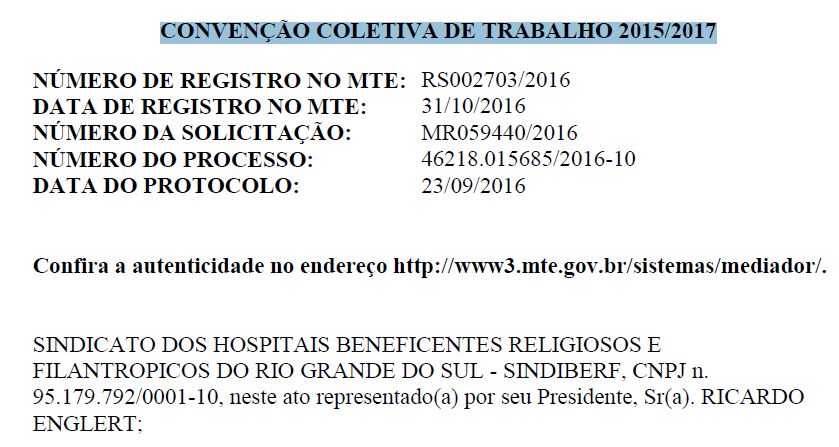 CONVENÇÃO COLETIVA DE TRABALHO 2015/2017
NÚMERO DE REGISTRO NO MTE: RS002703/2016
DATA DE REGISTRO NO MTE: 31/10/2016
NÚMERO DA SOLICITAÇÃO: MR059440/2016
NÚMERO DO PROCESSO: 46218.015685/2016-10
DATA DO PROTOCOLO: 23/09/2016
Confira a autenticidade no endereço http://www3.mte.gov.br/sistemas/mediador/.
SINDICATO DOS HOSPITAIS BENEFICENTES RELIGIOSOS E
FILANTROPICOS DO RIO GRANDE DO SUL - SINDIBERF, CNPJ n.
95.179.792/0001-10, neste ato representado(a) por seu Presidente, Sr(a). RICARDO
ENGLERT;